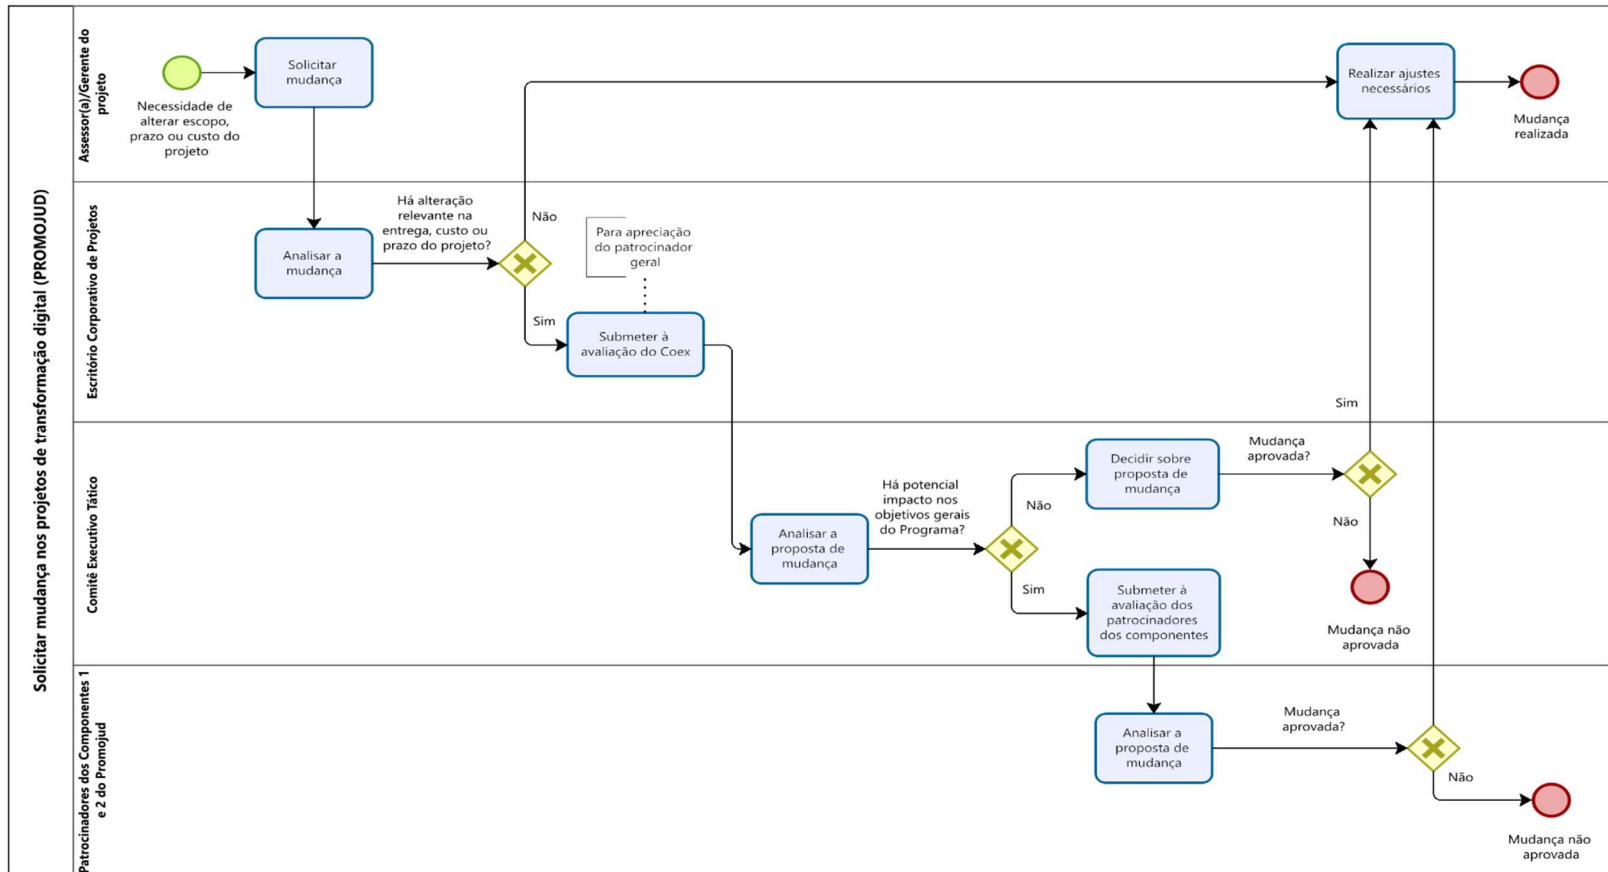 Solicitar mudança nos projetos de transformação digital (PROMOJUD)
Assessor(a)/Gerente do
projeto
Necessidade de
alterar escopo,
prazo ou custo do
projeto
Solicitar
mudança
Realizar ajustes
necessários
Mudança
realizada
Escritório Corporativo de Projetos
Analisar a
mudança
Há alteração
relevante na
entrega, custo ou
prazo do projeto?
Não
Sim
Para apreciação
do patrocinador
geral
Submeter à
avaliação do Coex
Comitê Executivo Tático
Analisar a
proposta de
mudança
Há potencial
impacto nos
objetivos gerais
do Programa?
Não
Sim
Decidir sobre
proposta de
mudança
Mudança
aprovada?
Sim
Não
Mudança não
aprovada
Submeter à
avaliação dos
patrocinadores
dos componentes
Patrocinadores dos Componentes 1
e 2 do Promojud
Analisar a
proposta de
mudança
Mudança
aprovada?
Não
Mudança não
aprovada